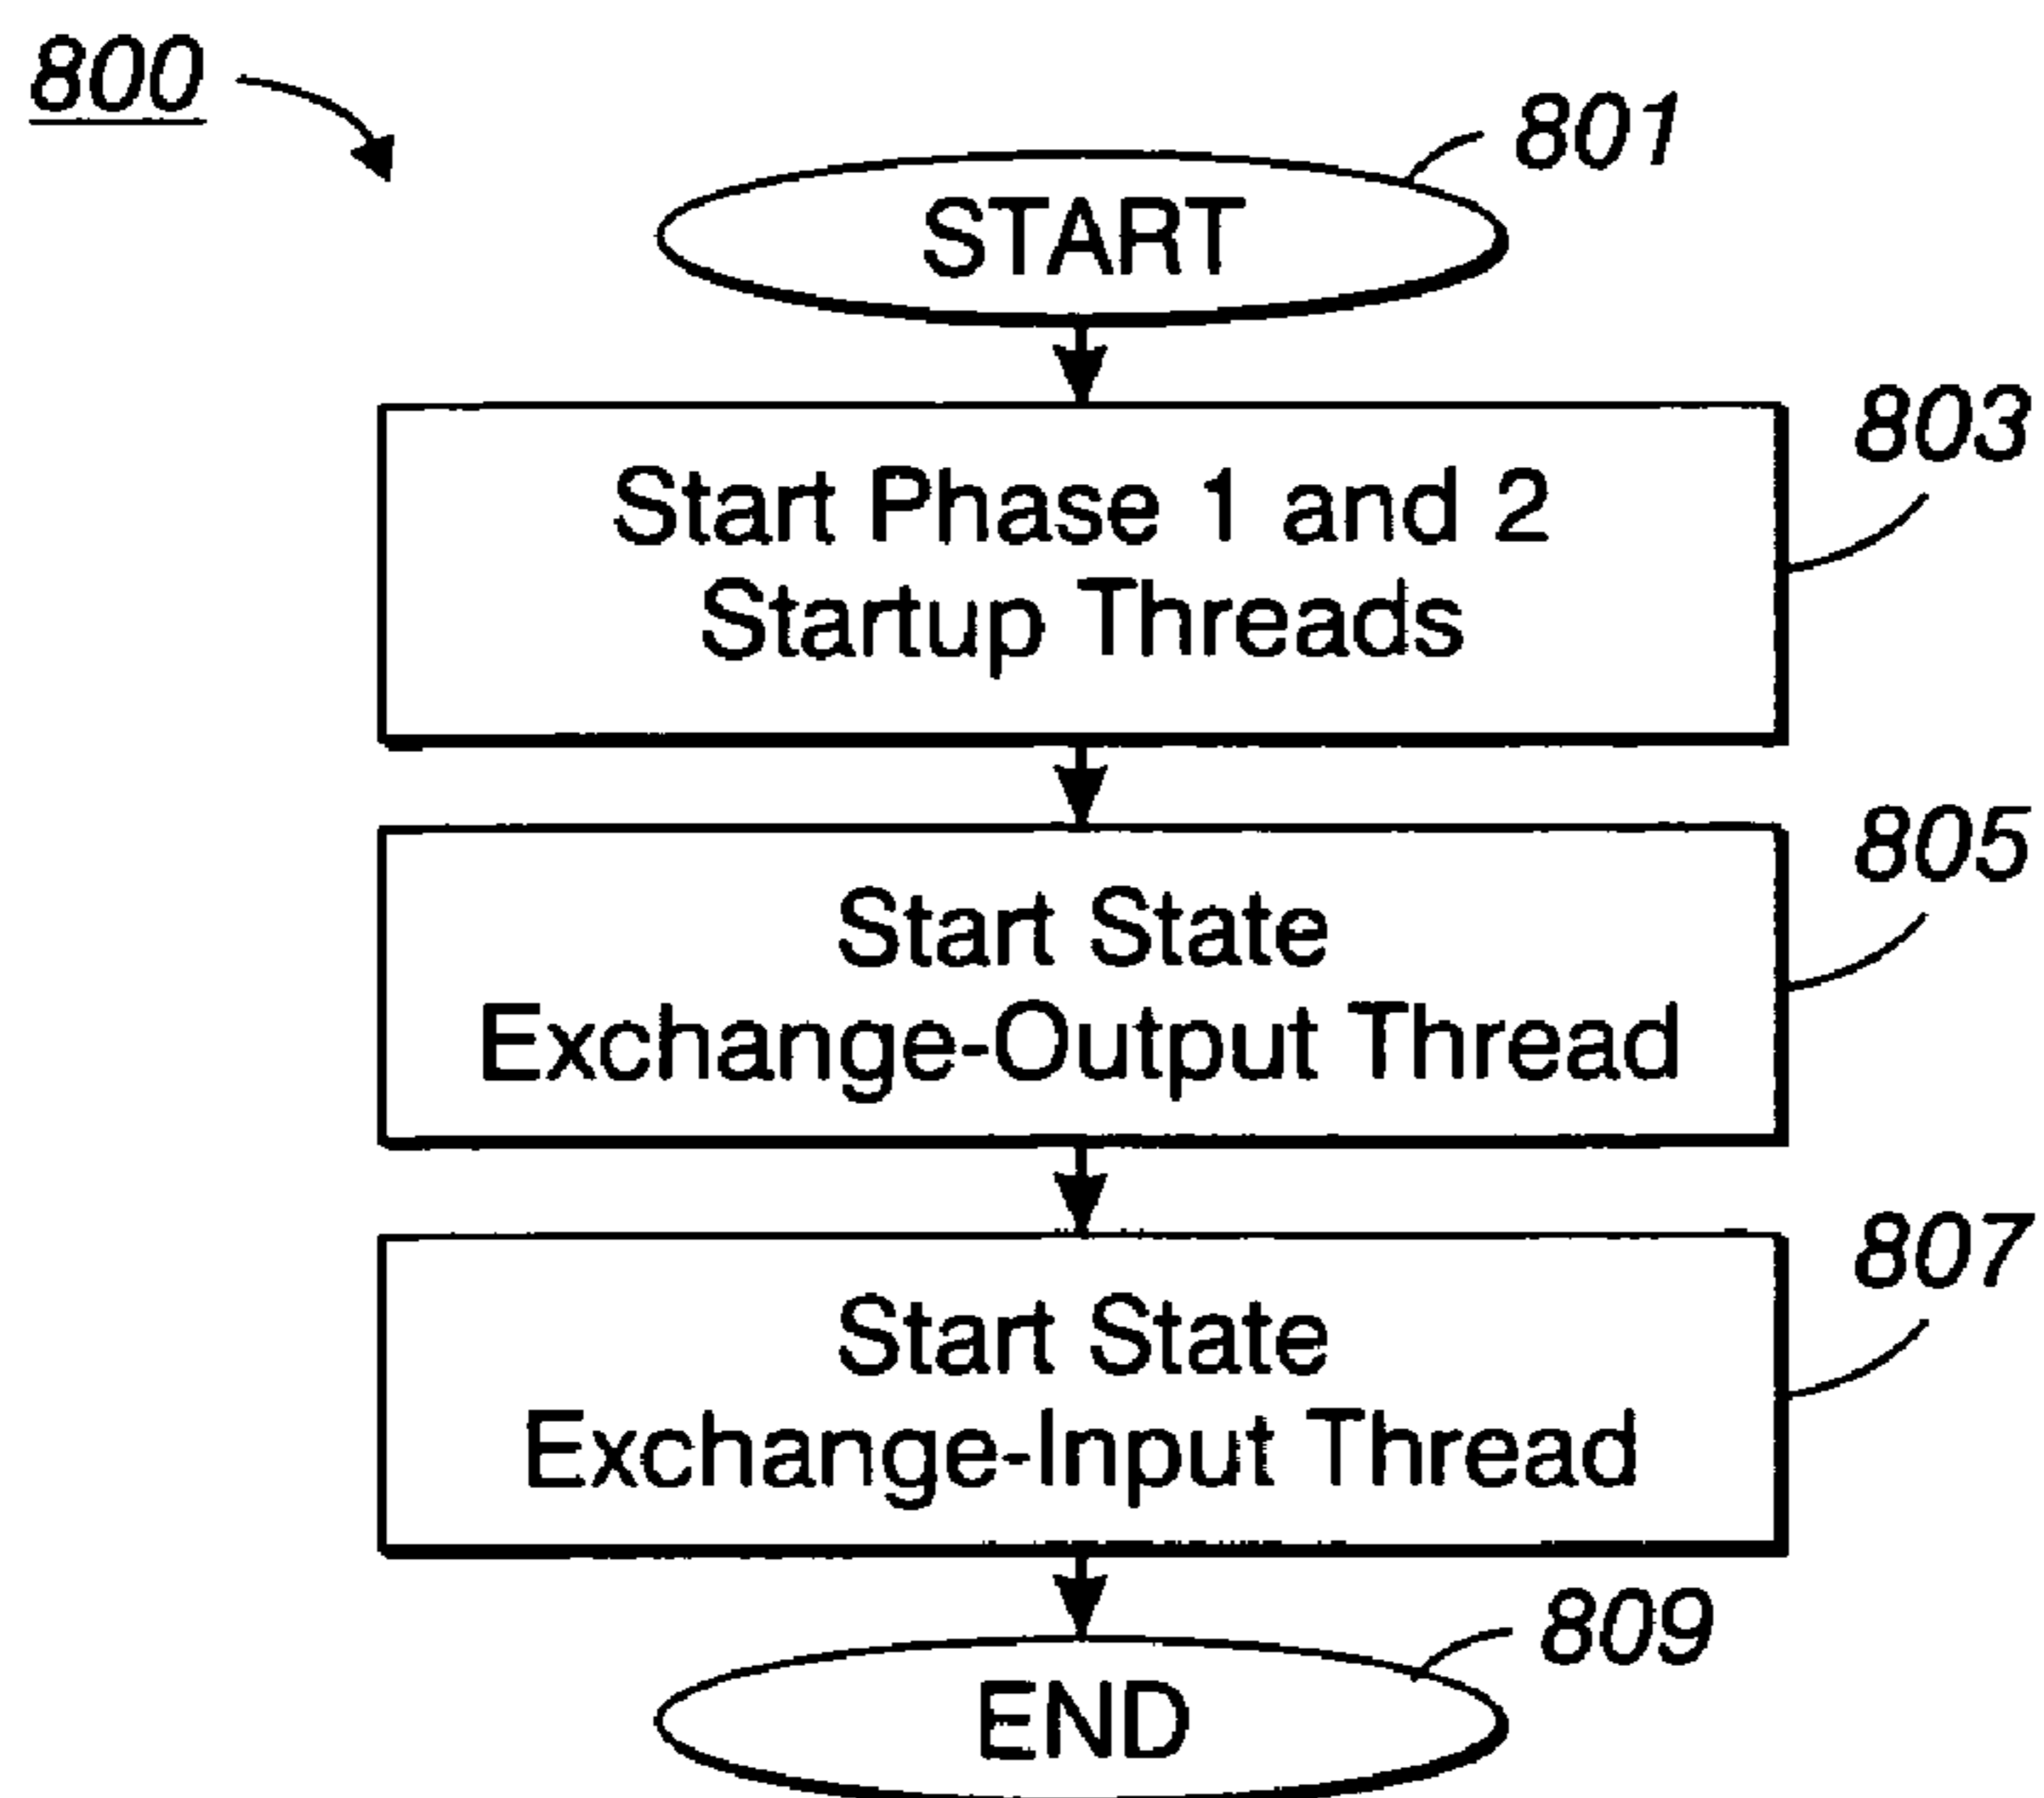 800
801
START
803
Start Phase 1 and 2
Startup Threads
805
Start State
Exchange-Output Thread
807
Start State
Exchange-Input Thread
809
END